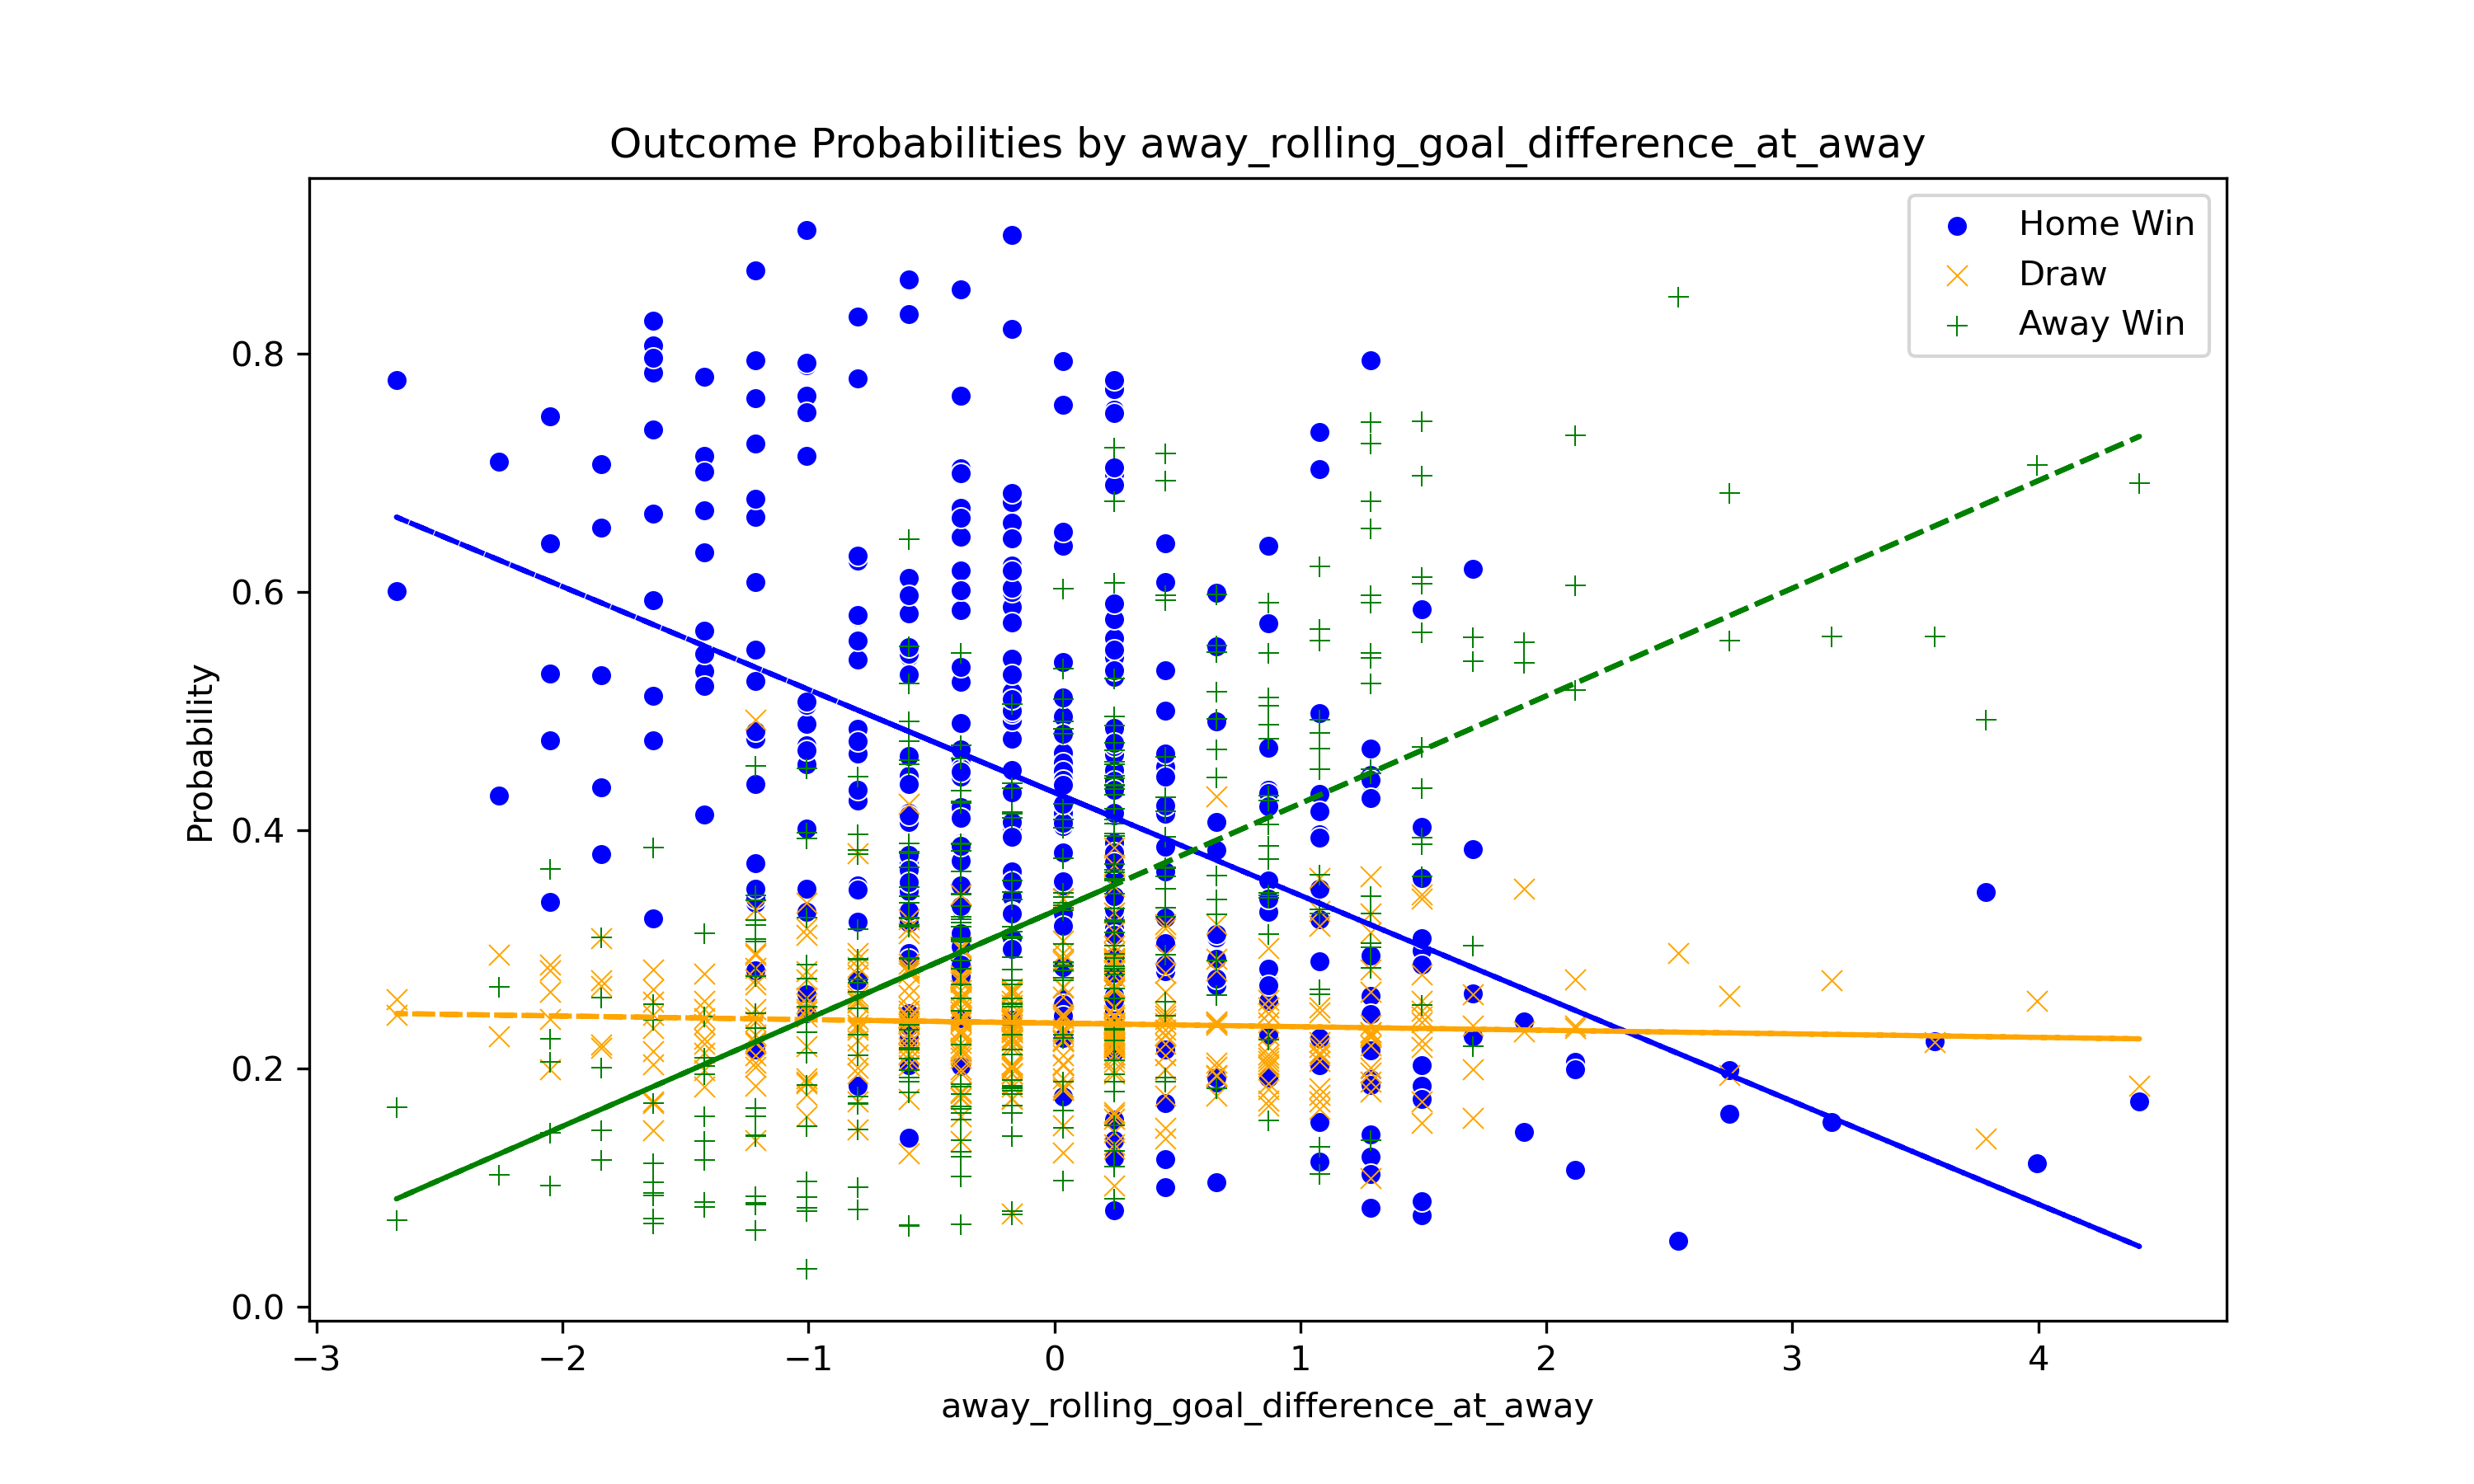 Outcome Probabilities by away_rolling_goal_difference_at_away
Home Win
Draw
Away Win
Probability
0.8
0.6
0.4
0.2
0.0
−3 −2 −1 0 1 2 3 4
away_rolling_goal_difference_at_away